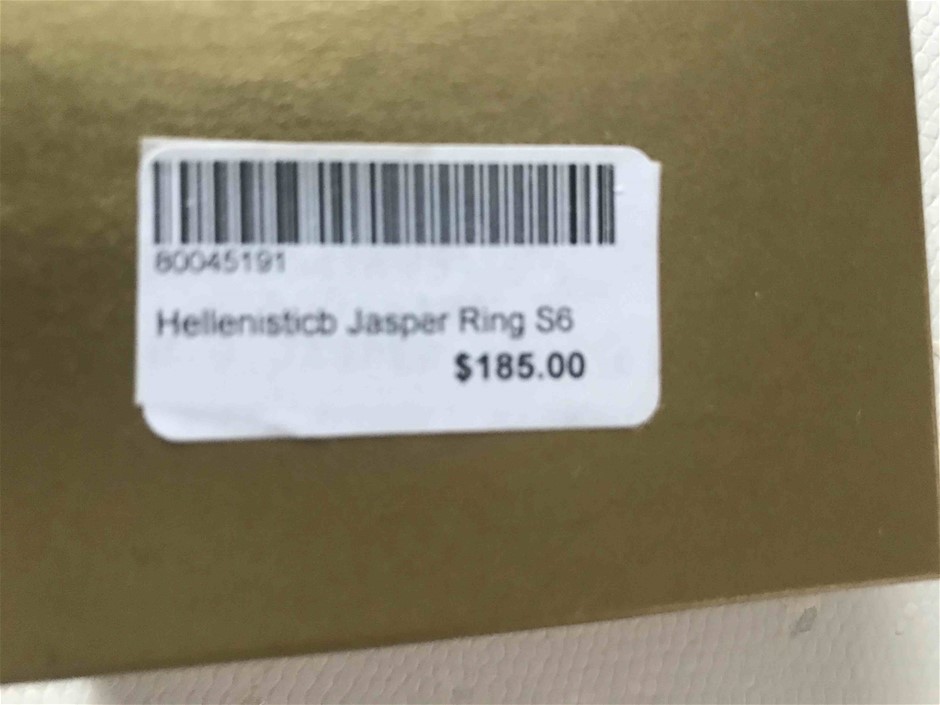 80045191
Hellenisticb Jasper Ring S6
$185.00